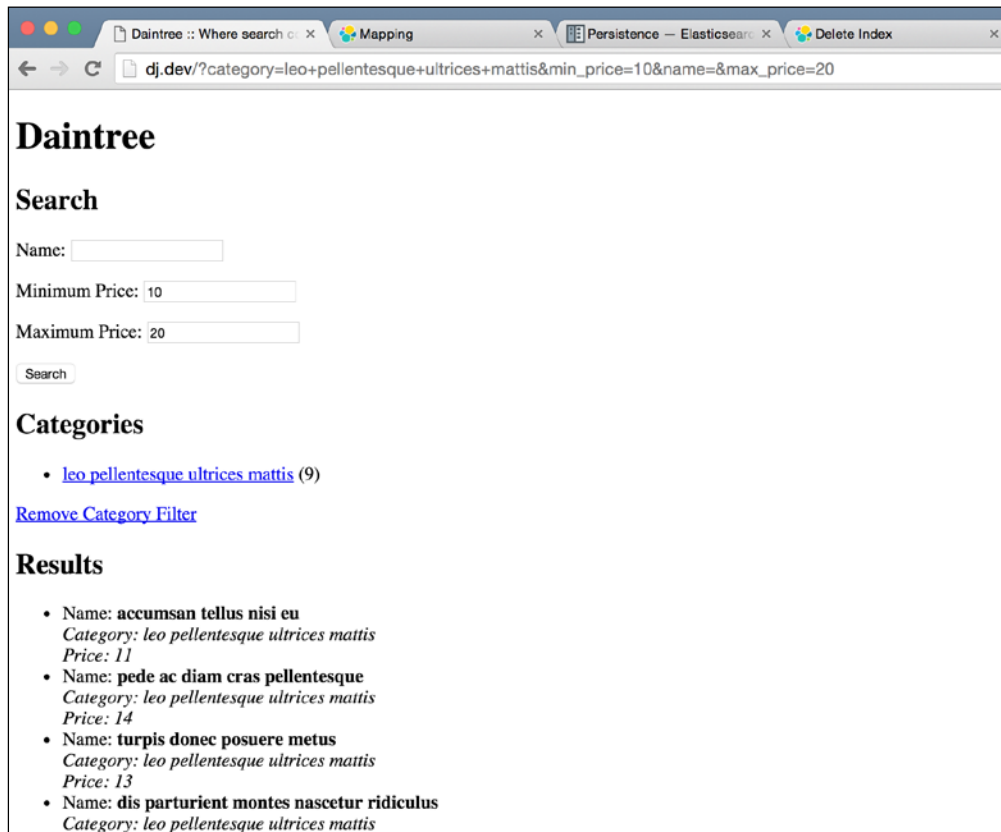 Daintree :: Where search c
Mapping
Persistence — Elasticsearc
Delete Index
dj.dev/?category=leo+pellentesque+ultrices+mattis&min_price=10&name=&max_price=20
Daintree
Search
Name:
Minimum Price: 10
Maximum Price: 20
Search
Categories
• leo pellentesque ultrices mattis (9)
Remove Category Filter
Results
• Name: accumsan tellus nisi eu
Category: leo pellentesque ultrices mattis
Price: 11
• Name: pede ac diam cras pellentesque
Category: leo pellentesque ultrices mattis
Price: 14
• Name: turpis donec posuere metus
Category: leo pellentesque ultrices mattis
Price: 13
• Name: dis parturient montes nascetur ridiculus
Category: leo pellentesque ultrices mattis